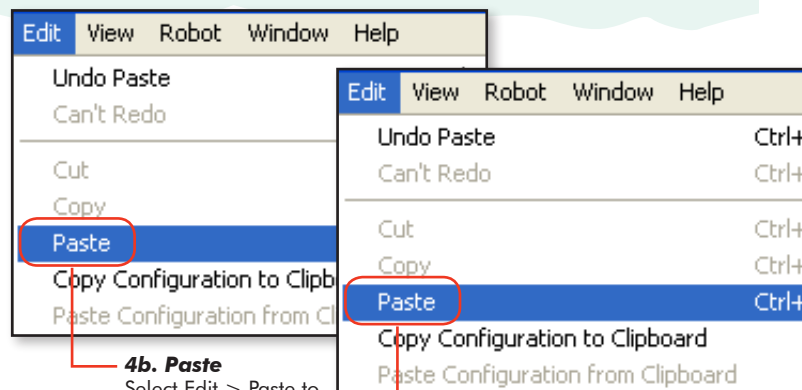 Edit View Robot Window Help
Undo Paste
Can't Redo
Cut
Copy
Paste
Copy Configuration to Clipb
Paste Configuration from Cl
4b. Paste
Select Edit > Paste to
Edit View Robot Window Help
Undo Paste Ctrl+
Can't Redo Ctrl+
Cut Ctrl+
Copy Ctrl+
Paste Ctrl+
Copy Configuration to Clipboard
Paste Configuration from Clipboard